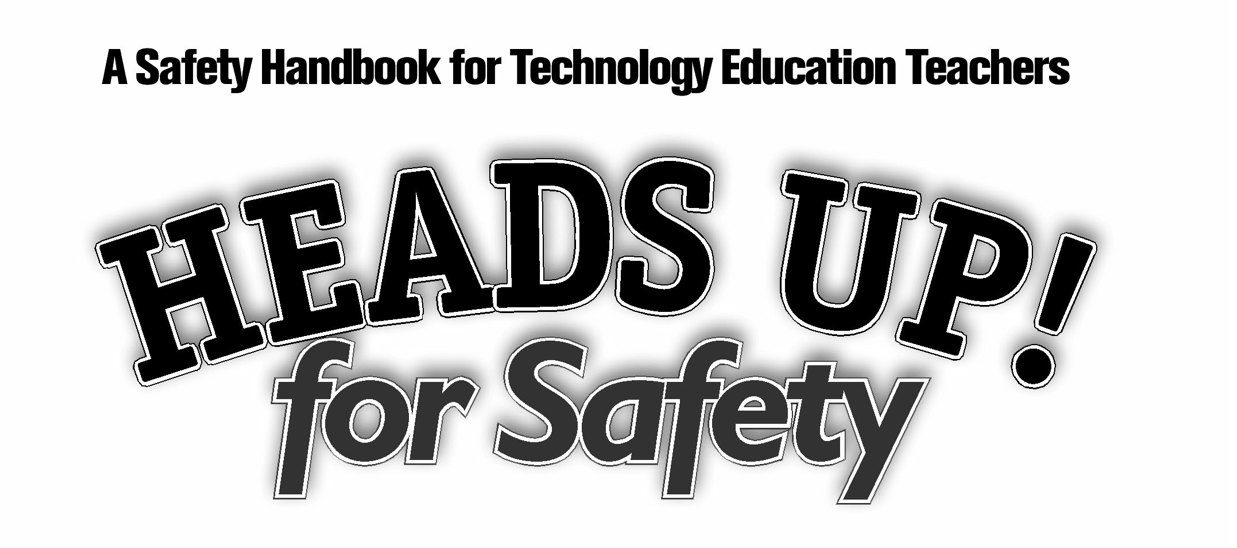 A Safety Handbook for Technology Education Teachers
HEADS UP!
for Safety